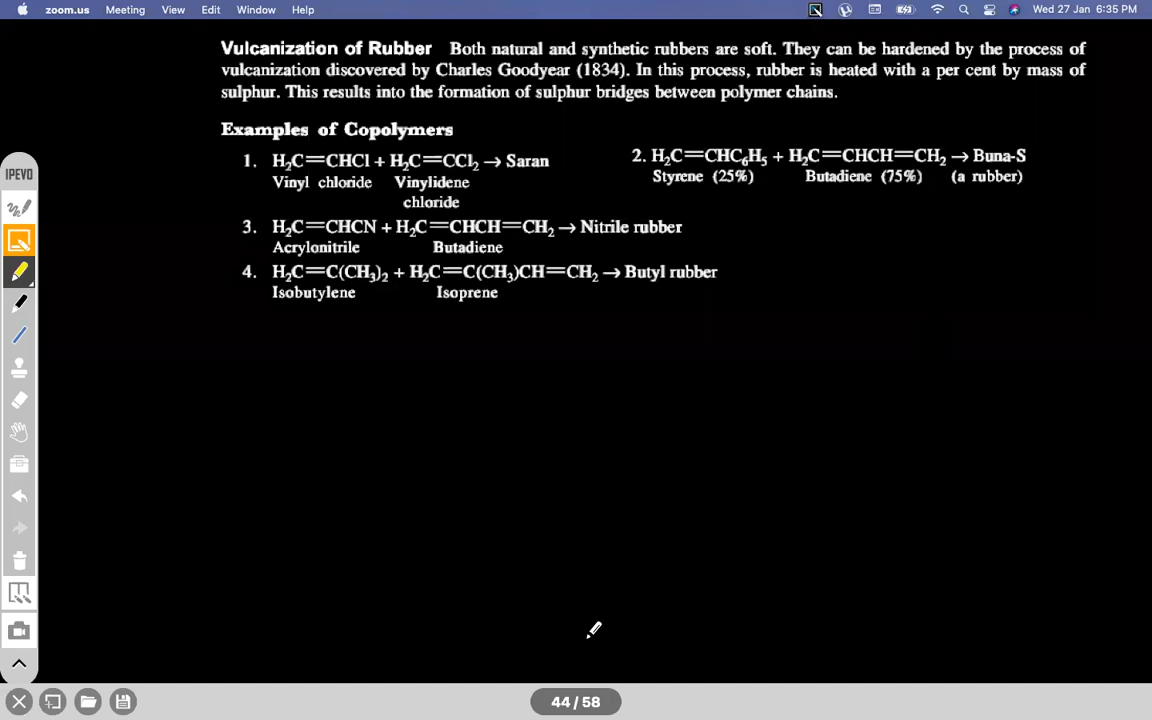 zoom.us Meeting View Edit Window Help Wed 27 Jan 6:35 PM
Vulcanization of Rubber Both natural and synthetic rubbers are soft. They can be hardened by the process of
vulcanization discovered by Charles Goodyear (1834). In this process, rubber is heated with a per cent by mass of
sulphur. This results into the formation of sulphur bridges between polymer chains.
Examples of Copolymers
1. H₂C=CHCl + H₂C=CCl₂ → Saran
Vinyl chloride Vinylidene
chloride
2. H₂C=CHC₆H₅ + H₂C=CHCH=CH₂ → Buna-S
Styrene (25%) Butadiene (75%) (a rubber)
3. H₂C=CHCN + H₂C=CHCH=CH₂ → Nitrile rubber
Acrylonitrile Butadiene
4. H₂C=C(CH₃)₂ + H₂C=C(CH₃)CH=CH₂ → Butyl rubber
Isobutylene Isoprene
IPEVO
44 / 58